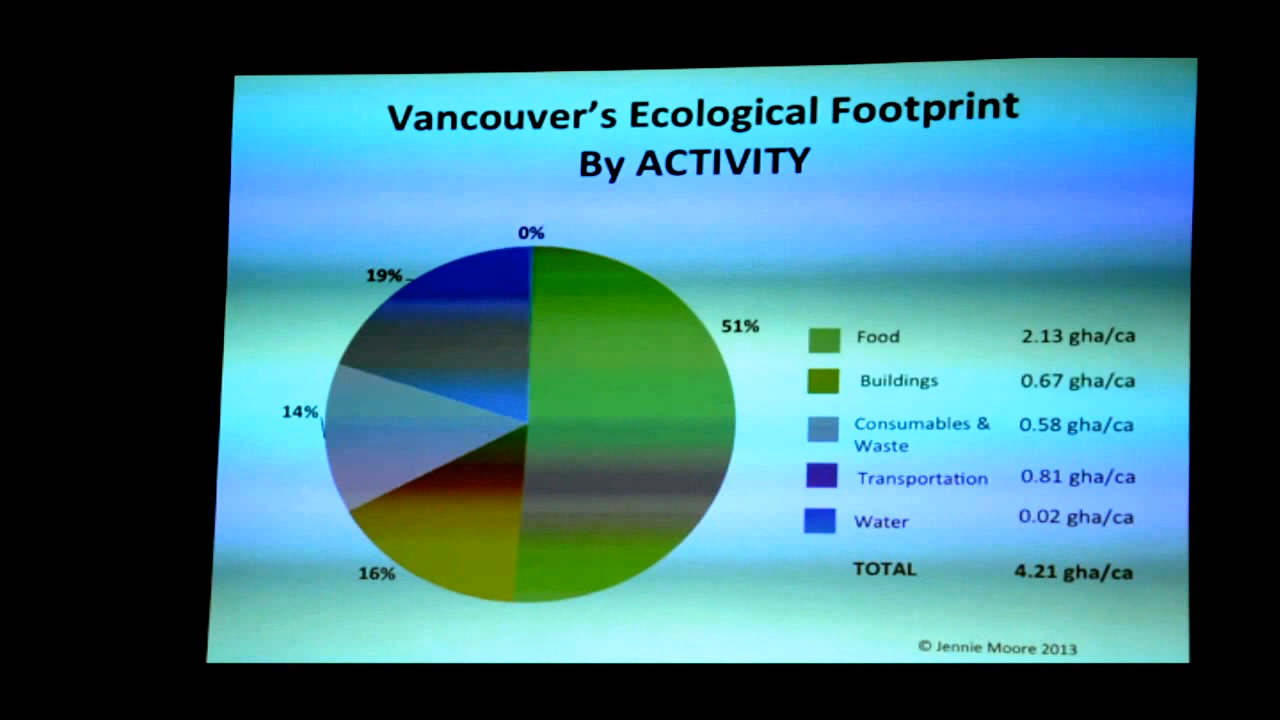 Vancouver's Ecological Footprint
By ACTIVITY
0%
19%
51%
14%
16%
Food 2.13 gha/ca
Buildings 0.67 gha/ca
Consumables & 0.58 gha/ca
Waste
Transportation 0.81 gha/ca
Water 0.02 gha/ca
TOTAL 4.21 gha/ca
© Jennie Moore 2013